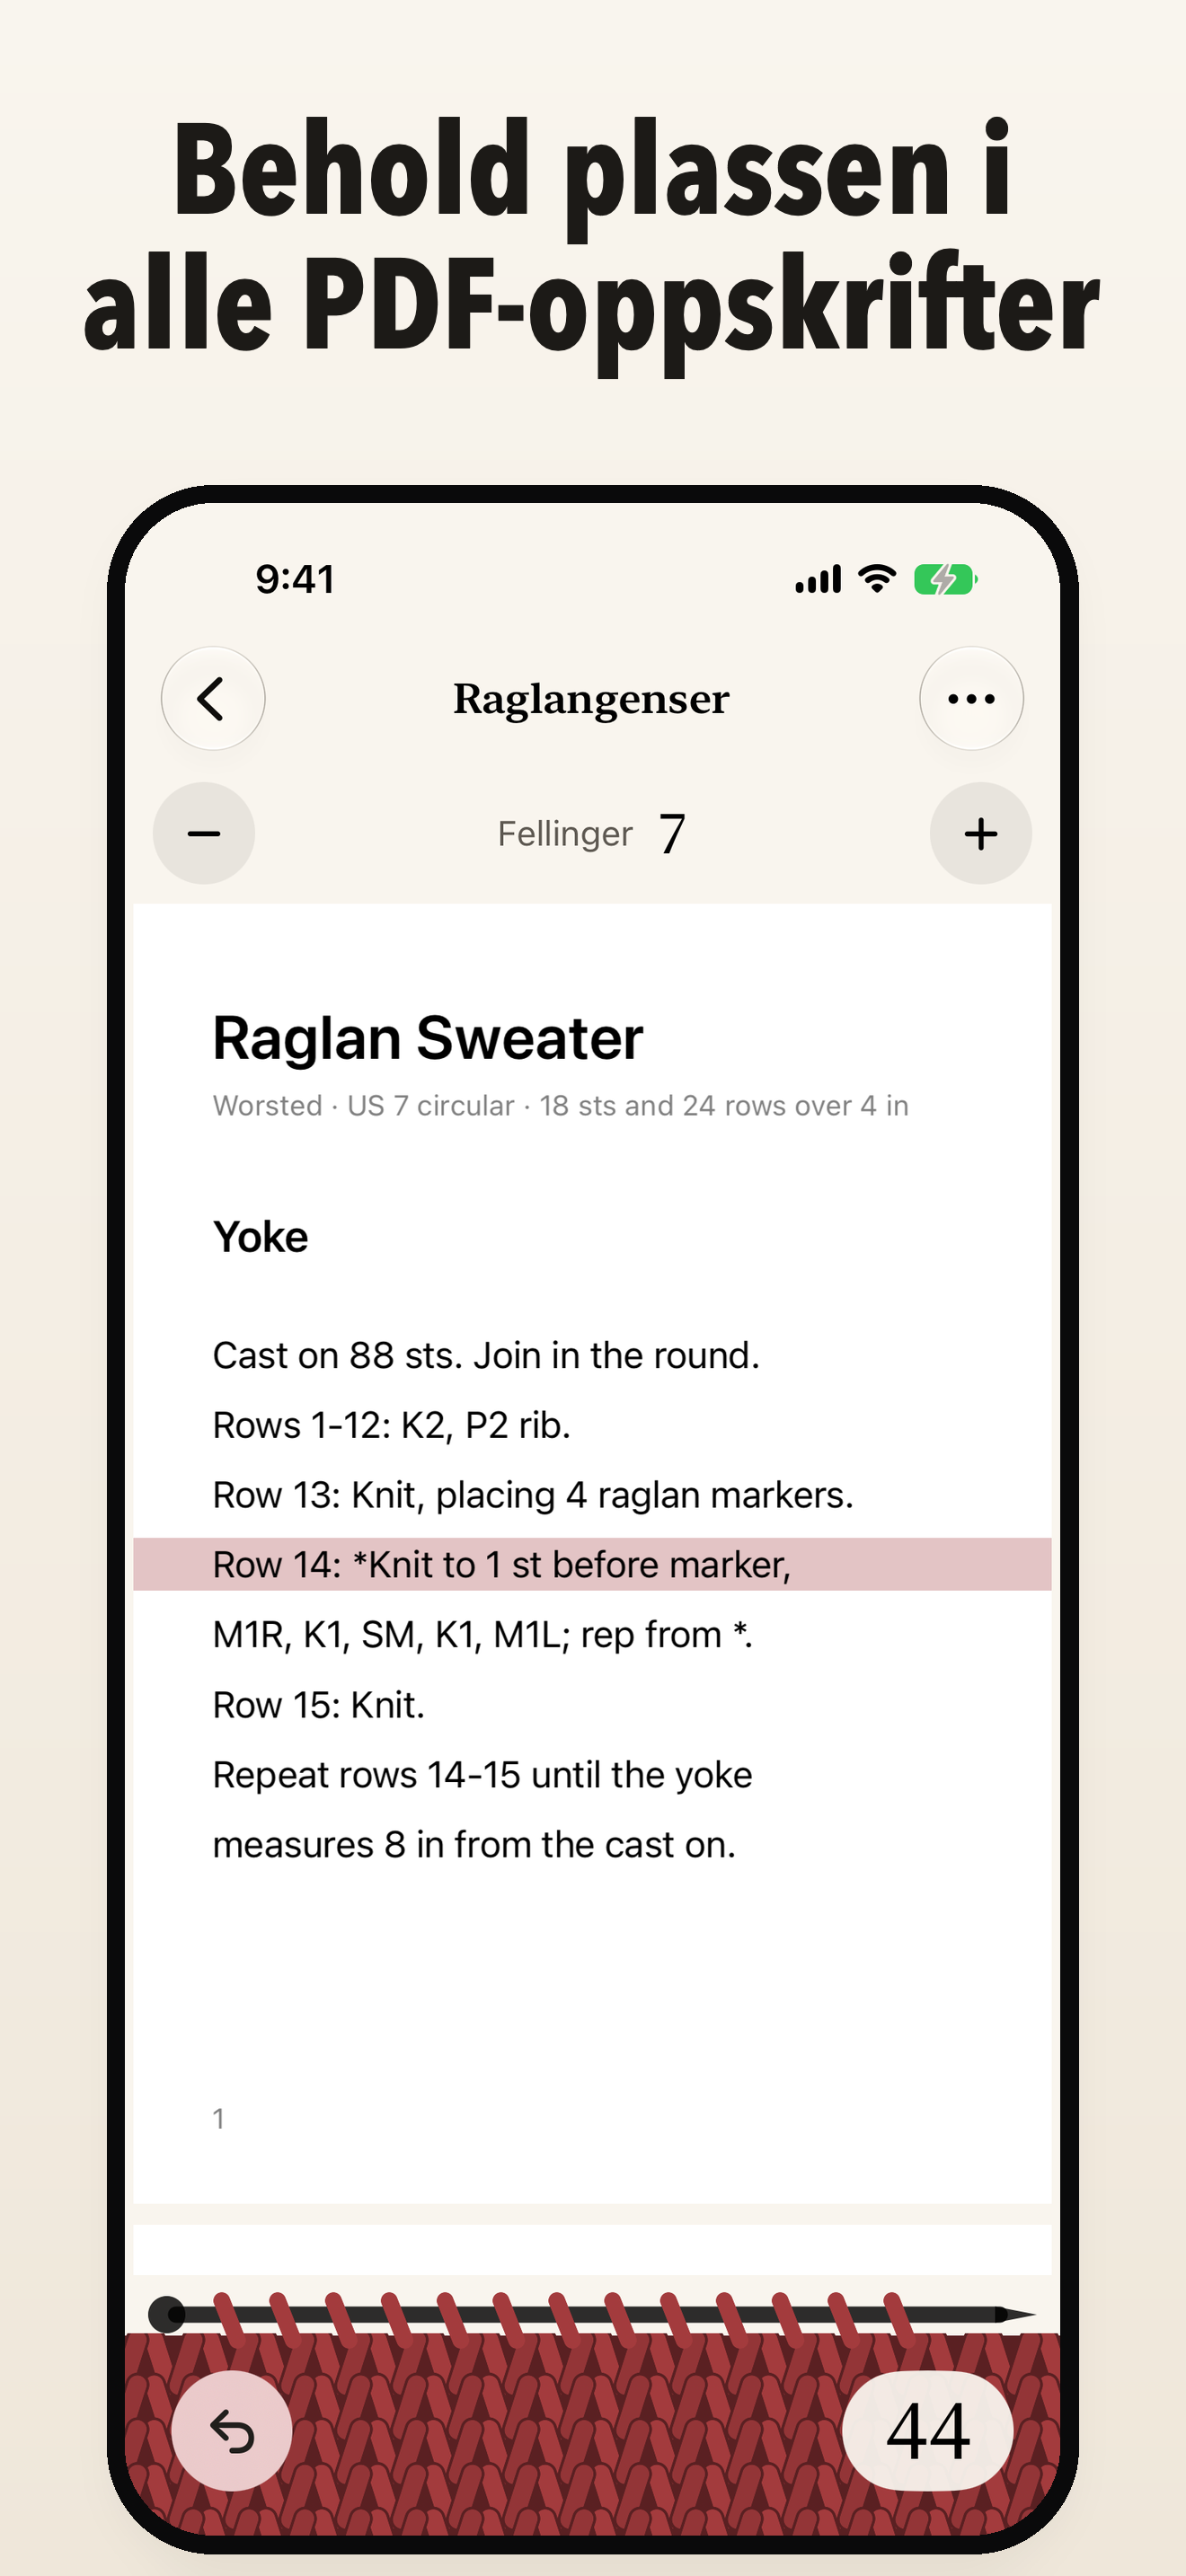 Behold plassen i
alle PDF-oppskrifter
9:41
Raglangenser
Fellinger 7
Raglan Sweater
Worsted · US 7 circular · 18 sts and 24 rows over 4 in
Yoke
Cast on 88 sts. Join in the round.
Rows 1-12: K2, P2 rib.
Row 13: Knit, placing 4 raglan markers.
Row 14: *Knit to 1 st before marker,
M1R, K1, SM, K1, M1L; rep from *.
Row 15: Knit.
Repeat rows 14-15 until the yoke
measures 8 in from the cast on.
1
44